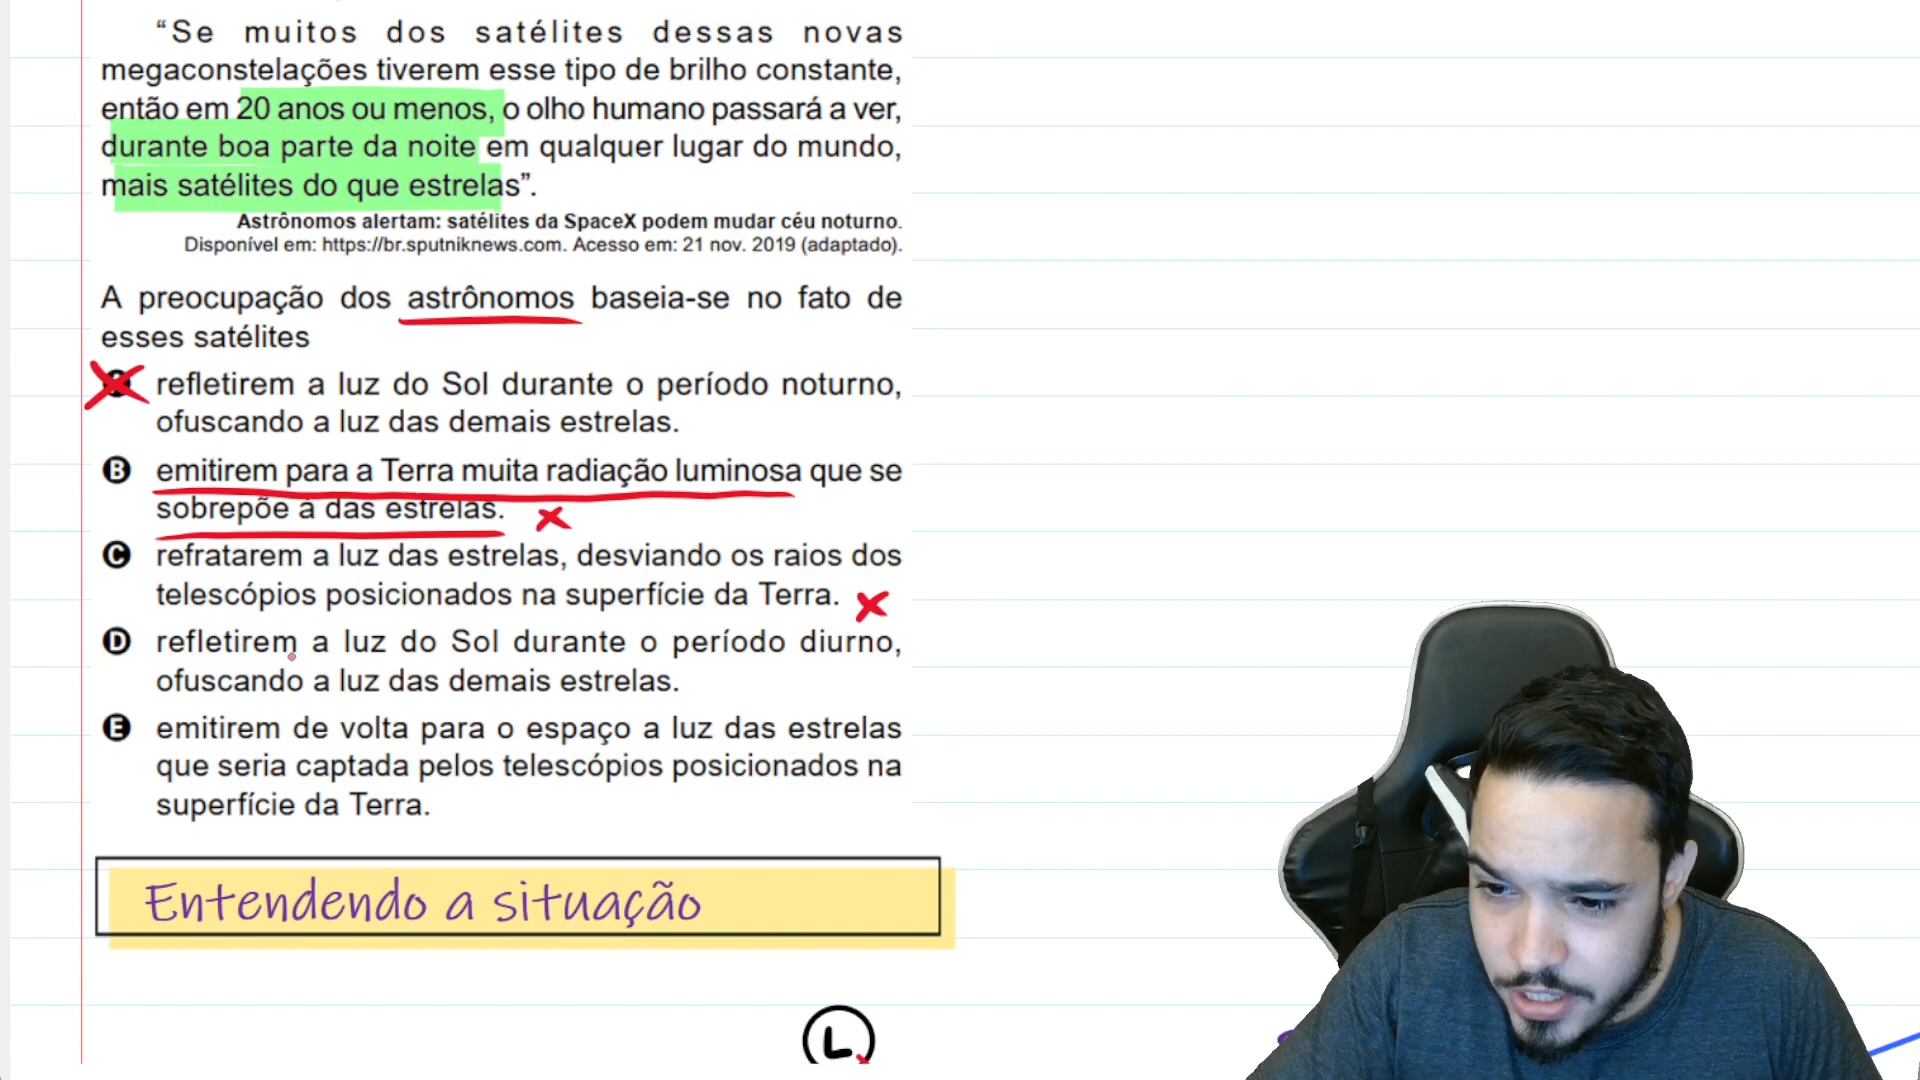 “Se muitos dos satélites dessas novas
megaconstelações tiverem esse tipo de brilho constante,
então em 20 anos ou menos, o olho humano passará a ver,
durante boa parte da noite em qualquer lugar do mundo,
mais satélites do que estrelas”.
Astrônomos alertam: satélites da SpaceX podem mudar céu noturno.
Disponível em: https://br.sputniknews.com. Acesso em: 21 nov. 2019 (adaptado).
A preocupação dos astrônomos baseia-se no fato de
esses satélites
refletirem a luz do Sol durante o período noturno,
ofuscando a luz das demais estrelas.
B emitirem para a Terra muita radiação luminosa que se
sobrepõe à das estrelas.
C refratarem a luz das estrelas, desviando os raios dos
telescópios posicionados na superfície da Terra.
D refletirem a luz do Sol durante o período diurno,
ofuscando a luz das demais estrelas.
E emitirem de volta para o espaço a luz das estrelas
que seria captada pelos telescópios posicionados na
superfície da Terra.
Entendendo a situação
L